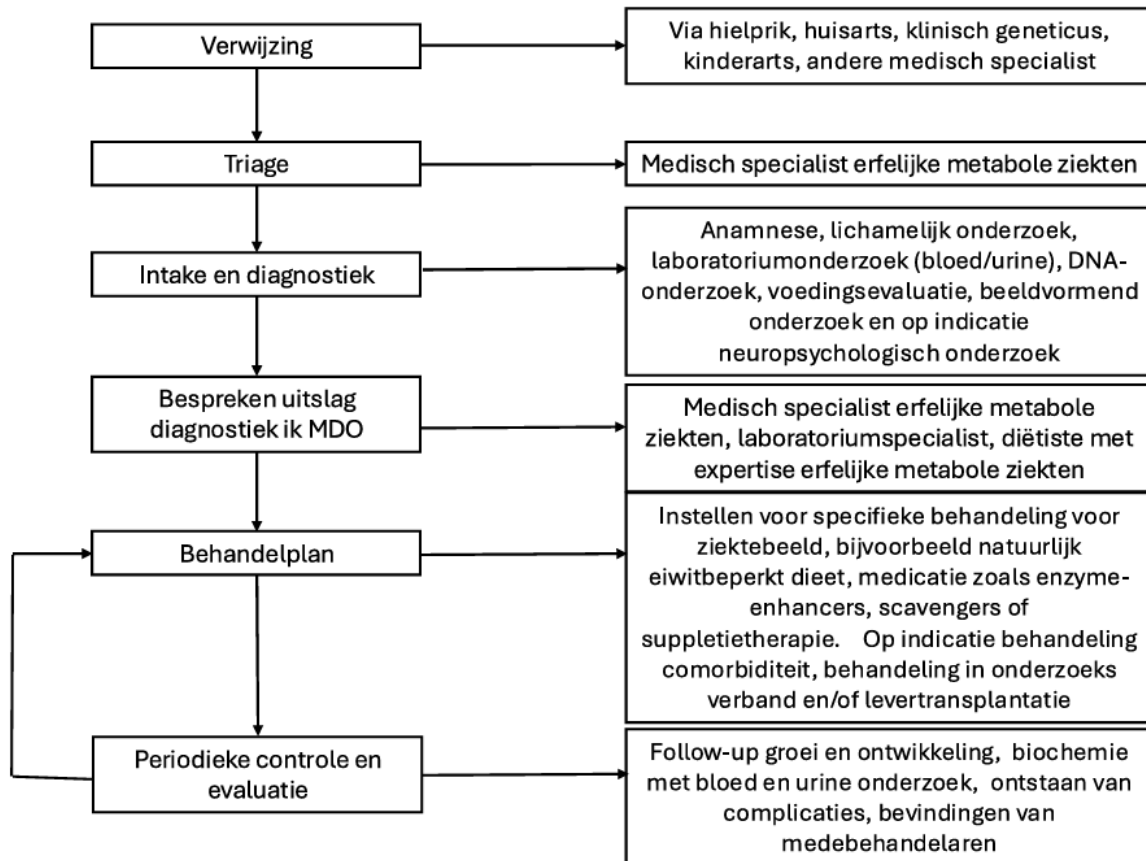 Verwijzing
Via hielprik, huisarts, klinisch geneticus,
kinderarts, andere medisch specialist
Triage
Medisch specialist erfelijke metabole ziekten
Intake en diagnostiek
Anamnese, lichamelijk onderzoek,
laboratoriumonderzoek (bloed/urine), DNA-
onderzoek, voedingsevaluatie, beeldvormend
onderzoek en op indicatie
neuropsychologisch onderzoek
Bespreken uitslag
diagnostiek ik MDO
Medisch specialist erfelijke metabole
ziekten, laboratoriumspecialist, diëtiste met
expertise erfelijke metabole ziekten
Behandelplan
Instellen voor specifieke behandeling voor
ziektebeeld, bijvoorbeeld natuurlijk
eiwitbeperkt dieet, medicatie zoals enzyme-
enhancers, scavengers of
suppletietherapie. Op indicatie behandeling
comorbiditeit, behandeling in onderzoeks
verband en/of levertransplantatie
Periodieke controle en
evaluatie
Follow-up groei en ontwikkeling, biochemie
met bloed en urine onderzoek, ontstaan van
complicaties, bevindingen van
medebehandelaren